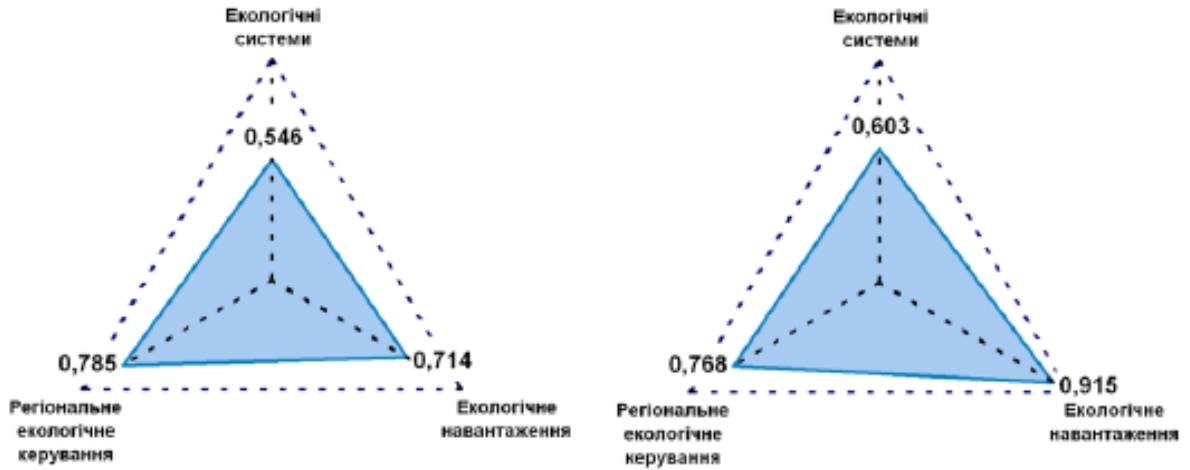 Екологічні
системи
0,546
0,785
0,714
Регіональне
екологічне
керування
Екологічне
навантаження
Екологічні
системи
0,603
0,768
0,915
Регіональне
екологічне
керування
Екологічне
навантаження